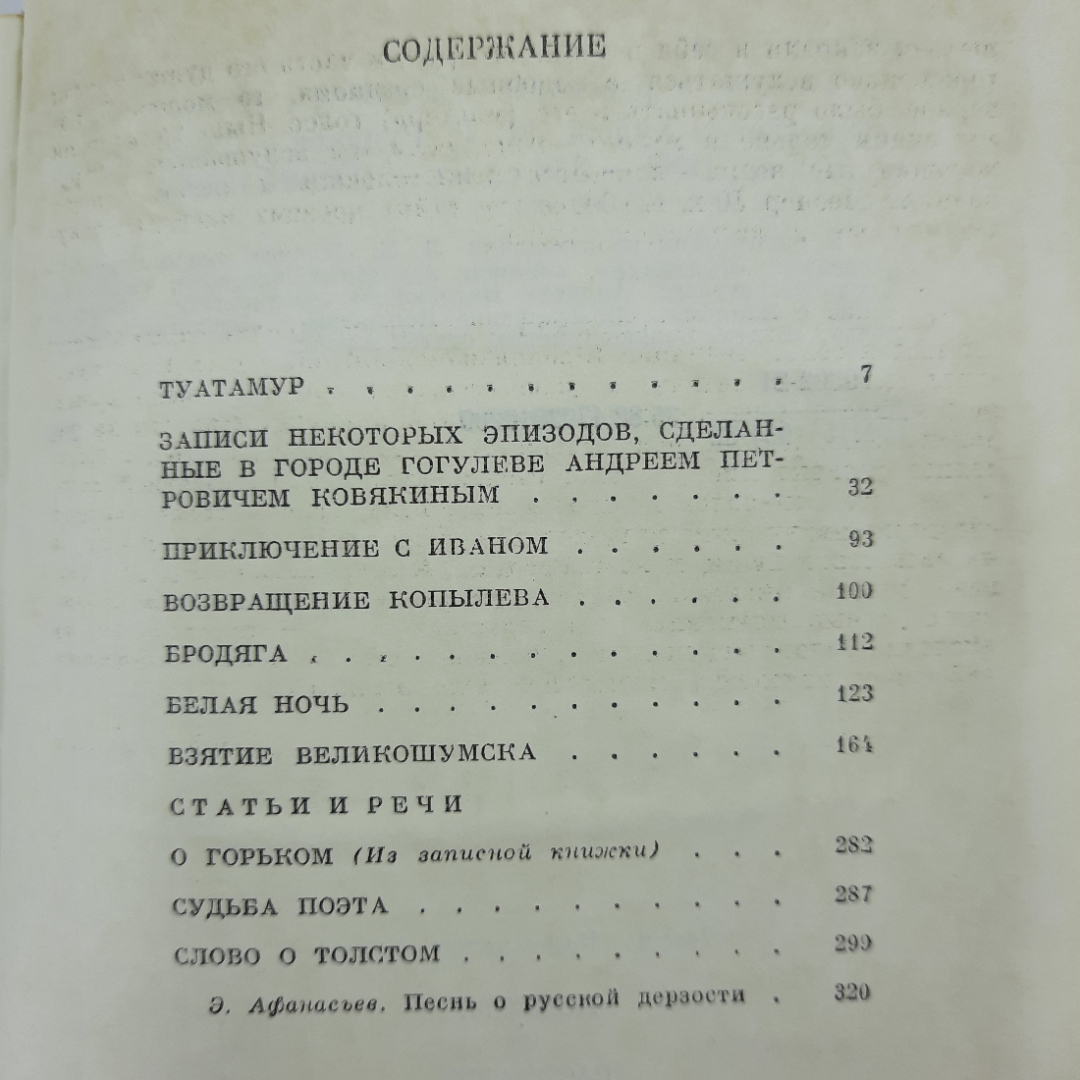 СОДЕРЖАНИЕ
ТУАТАМУР . . . . . . . . . . . . 7
ЗАПИСИ НЕКОТОРЫХ ЭПИЗОДОВ, СДЕЛАН-
НЫЕ В ГОРОДЕ ГОГУЛЕВЕ АНДРЕЕМ ПЕТ-
РОВИЧЕМ КОВЯКИНЫМ . . . . . . . 32
ПРИКЛЮЧЕНИЕ С ИВАНОМ . . . . . . 93
ВОЗВРАЩЕНИЕ КОПЫЛЕВА . . . . . . 100
БРОДЯГА . . . . . . . . . . . . . 112
БЕЛАЯ НОЧЬ . . . . . . . . . . . 123
ВЗЯТИЕ ВЕЛИКОШУМСКА . . . . . . 164
СТАТЬИ И РЕЧИ
О ГОРЬКОМ (Из записной книжки) . . . 282
СУДЬБА ПОЭТА . . . . . . . . . . 287
СЛОВО О ТОЛСТОМ . . . . . . . . . 299
Э. Афанасьев. Песнь о русской дерзости . 320